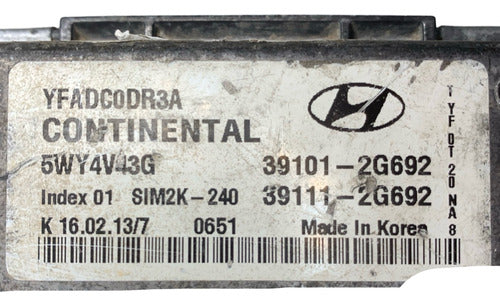 YFADC0DR3A
CONTINENTAL
5WY4V43G 39101-2G692
Index 01 SIM2K-240 39111-2G692
K 16.02.13/7 0651 Made In Korea
T YF DT 20 NA 8